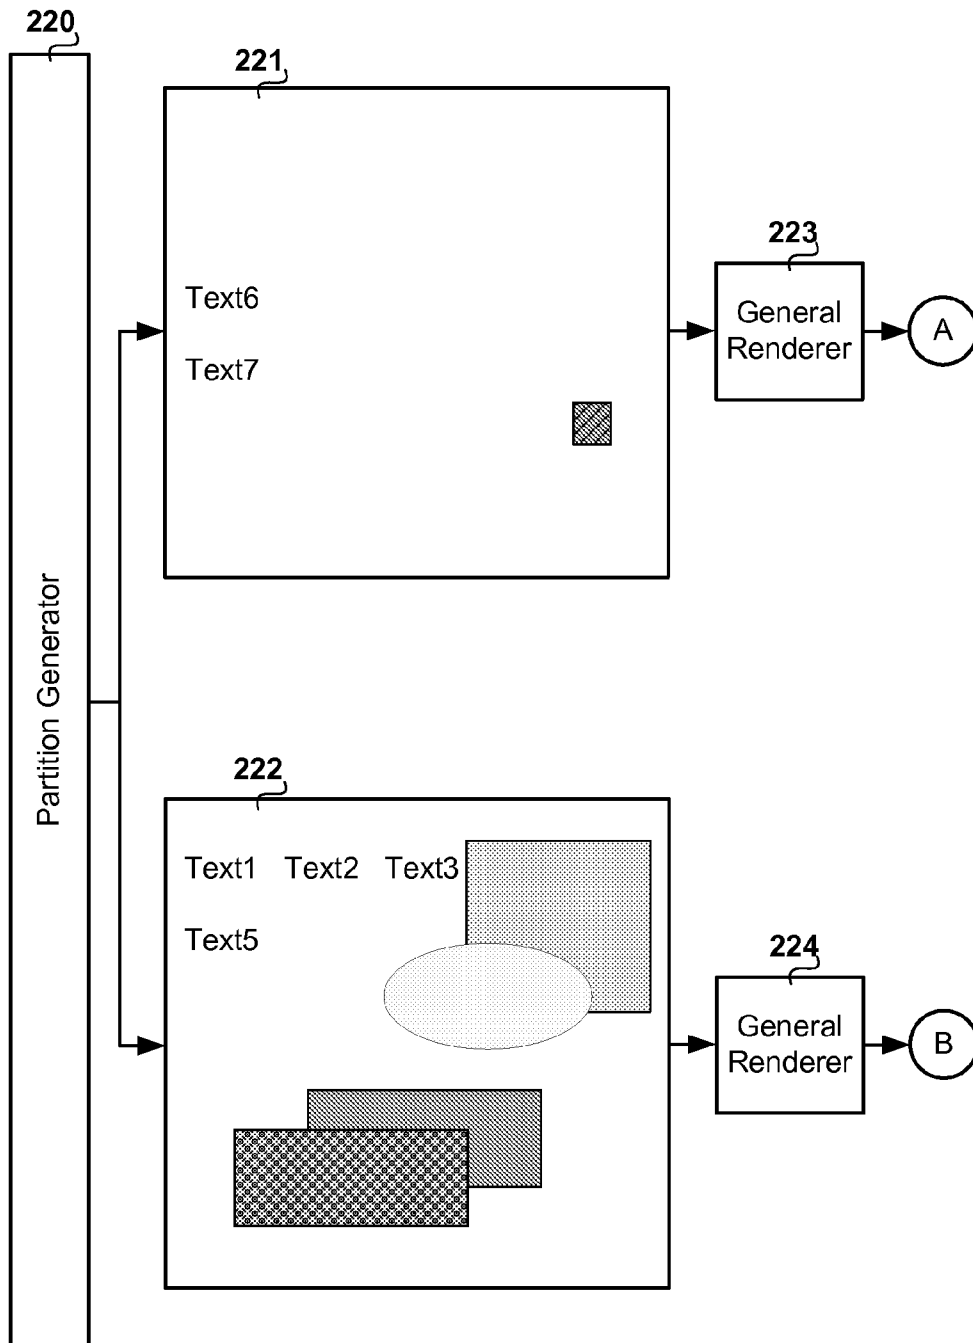 220
221
223
Text6
General
Renderer
A
Text7
Partition Generator
222
Text1 Text2 Text3
Text5
224
General
Renderer
B